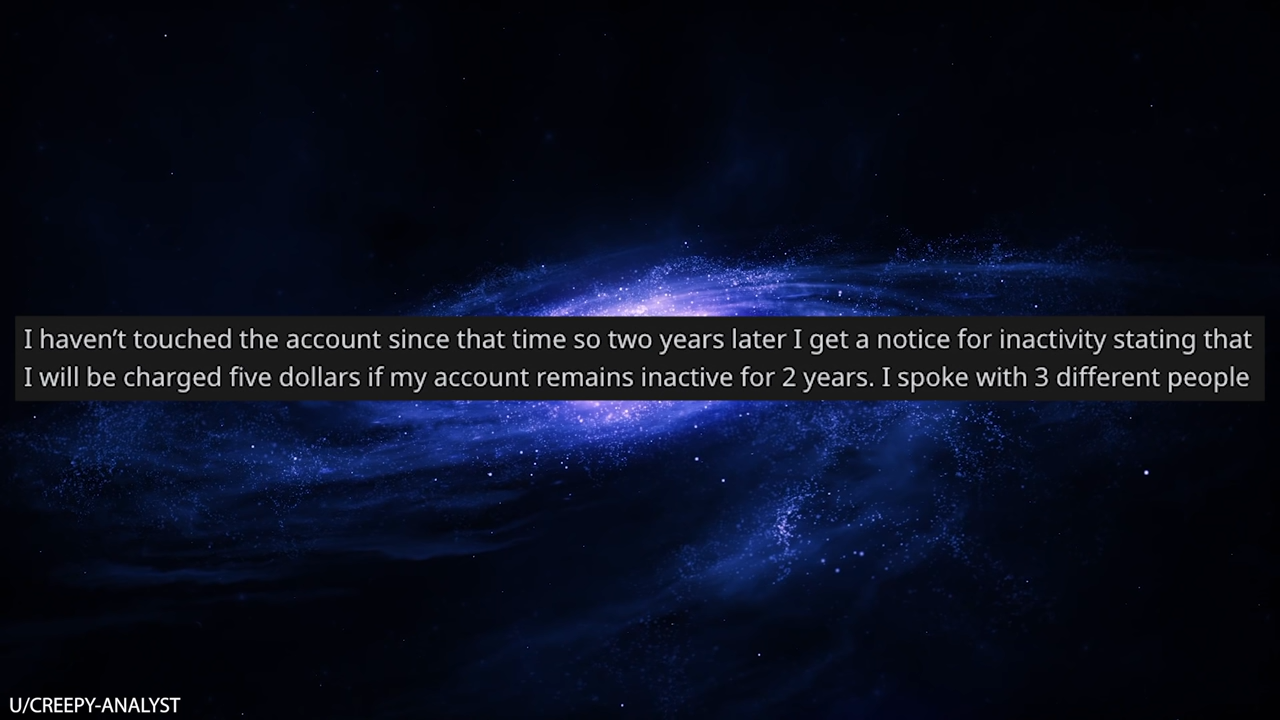 I haven’t touched the account since that time so two years later I get a notice for inactivity stating that
I will be charged five dollars if my account remains inactive for 2 years. I spoke with 3 different people
U/CREEPY-ANALYST